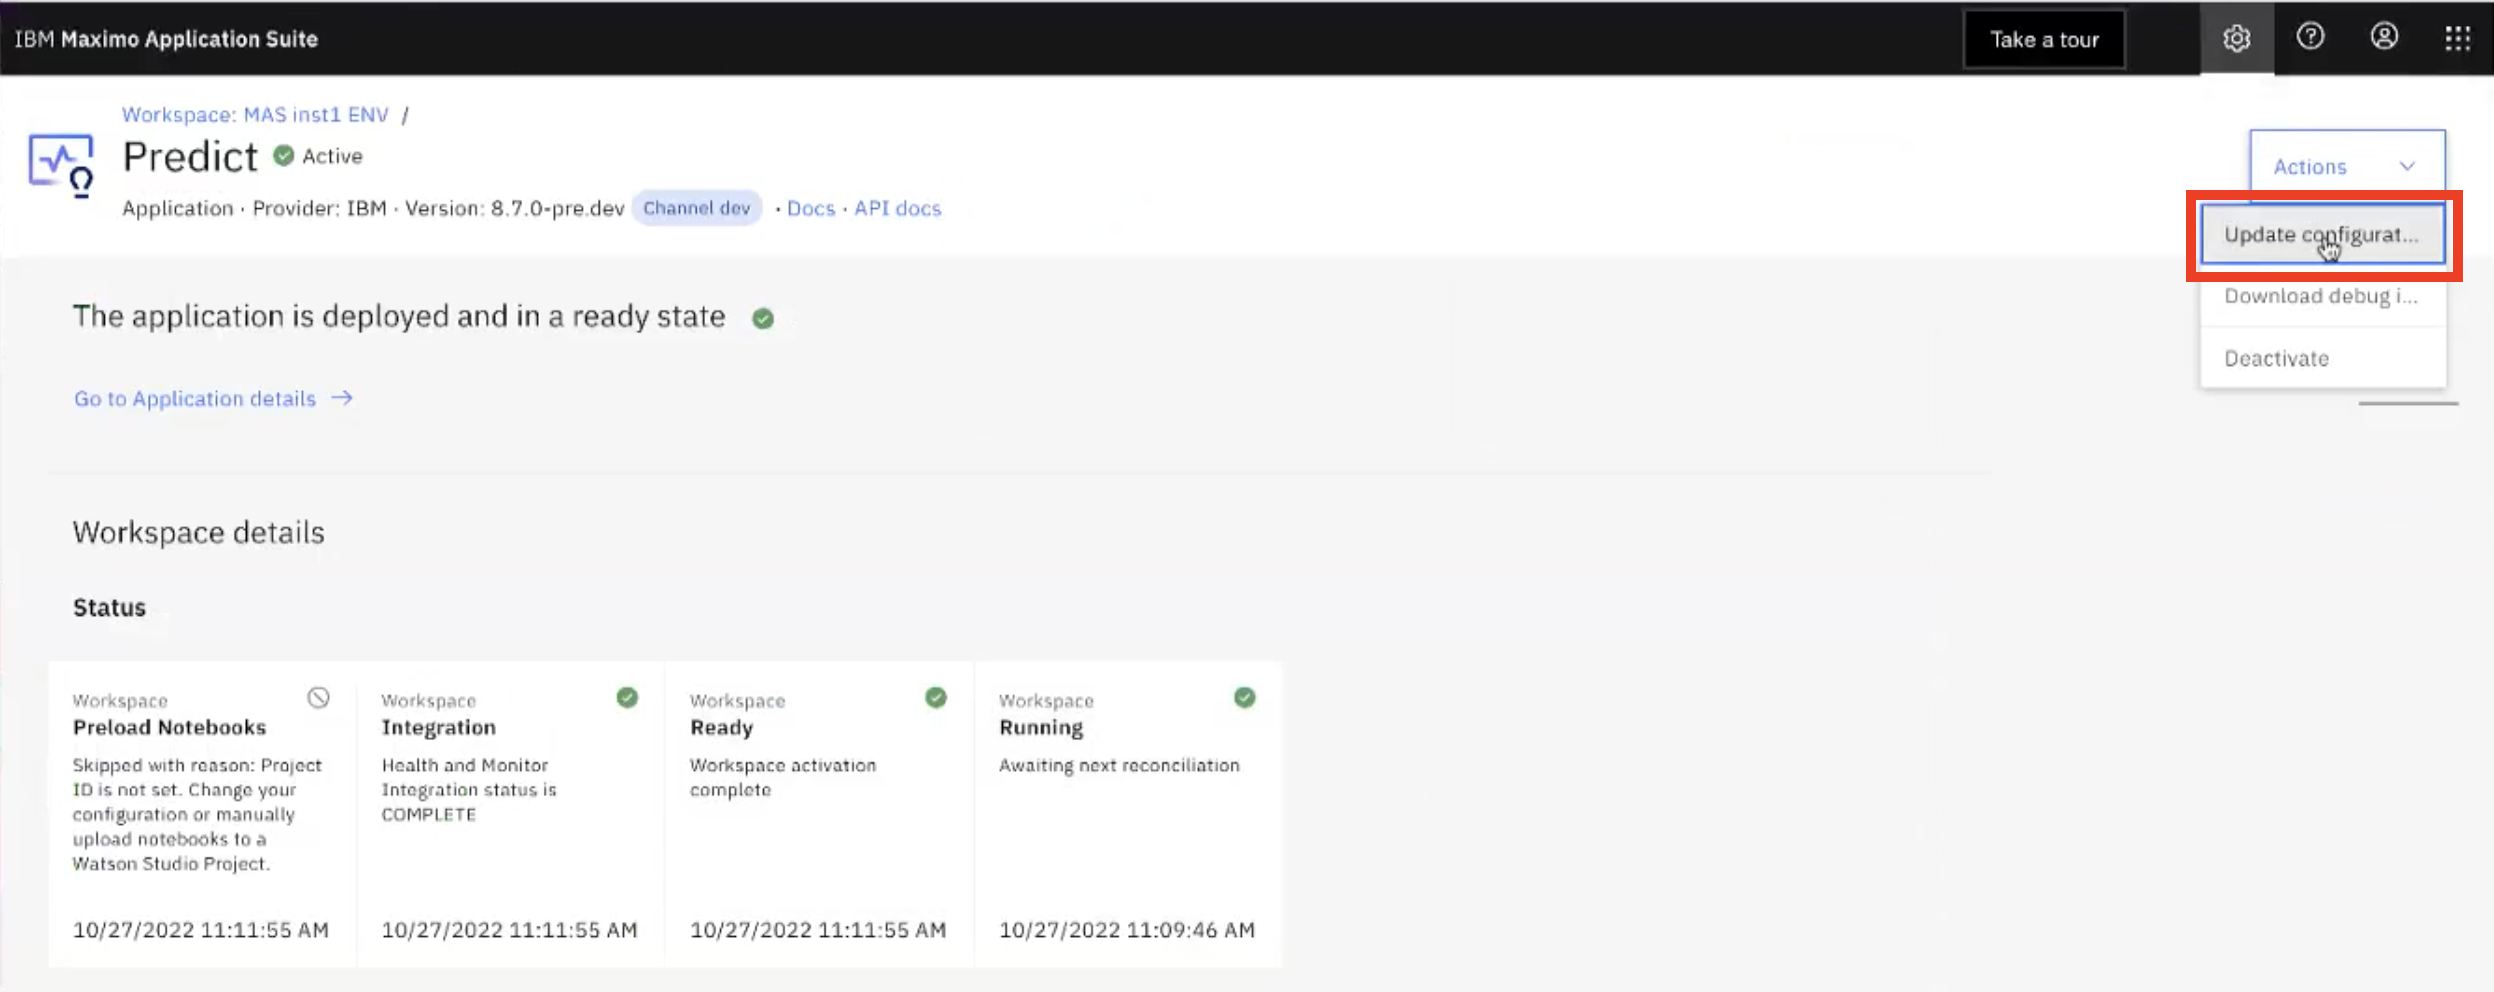 IBM Maximo Application Suite
Take a tour
Workspace: MAS inst1 ENV /
Predict Active
Actions
Application · Provider: IBM · Version: 8.7.0-pre.dev Channel dev · Docs · API docs
Update configurat...
Download debug i...
Deactivate
The application is deployed and in a ready state
Go to Application details →
Workspace details
Status
Workspace
Preload Notebooks
Skipped with reason: Project
ID is not set. Change your
configuration or manually
upload notebooks to a
Watson Studio Project.
10/27/2022 11:11:55 AM
Workspace
Integration
Health and Monitor
Integration status is
COMPLETE
10/27/2022 11:11:55 AM
Workspace
Ready
Workspace activation
complete
10/27/2022 11:11:55 AM
Workspace
Running
Awaiting next reconciliation
10/27/2022 11:09:46 AM